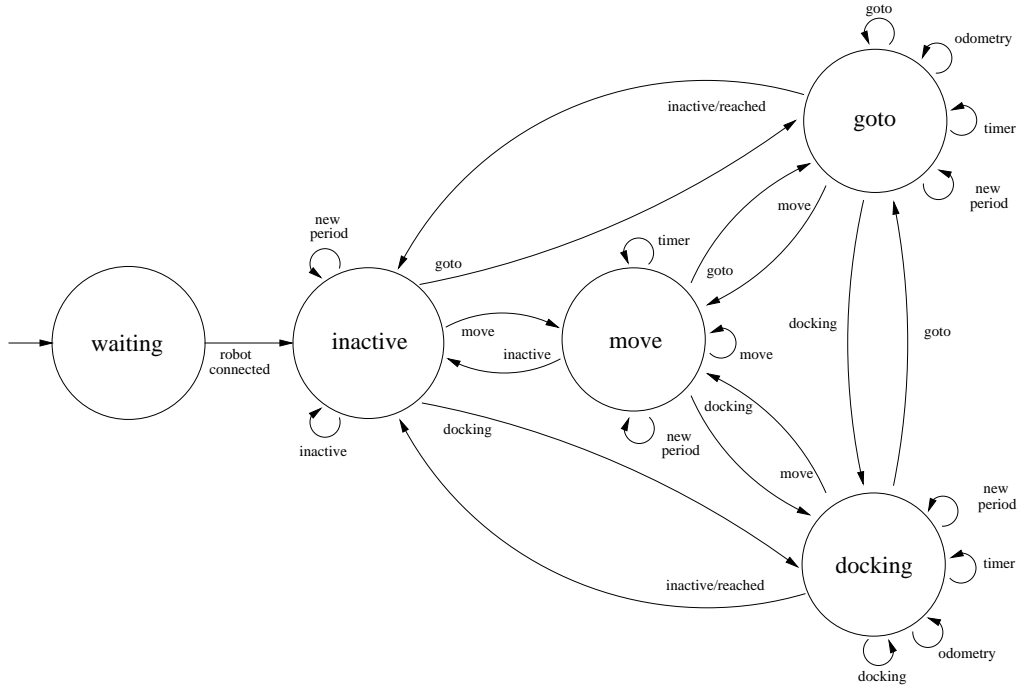 goto
odometry
inactive/reached
goto
timer
new
period
move
new
period
goto
timer
goto
waiting
robot
connected
inactive
move
inactive
move
move
docking
goto
inactive
docking
docking
new
period
move
new
period
inactive/reached
docking
timer
odometry
docking